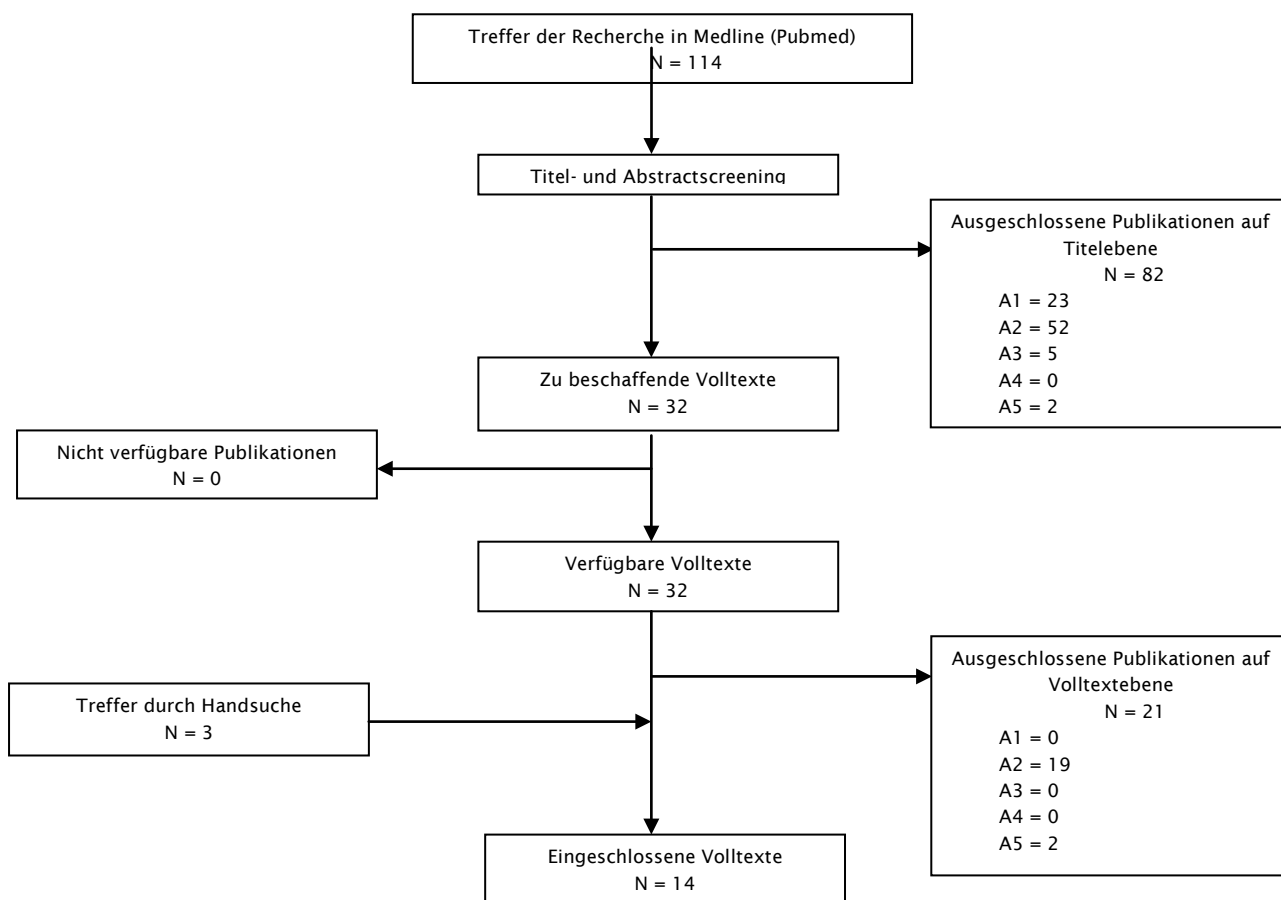 Treffer der Recherche in Medline (Pubmed)
N = 114
Titel- und Abstractscreening
Ausgeschlossene Publikationen auf
Titelebene
N = 82
A1 = 23
A2 = 52
A3 = 5
A4 = 0
A5 = 2
Zu beschaffende Volltexte
N = 32
Nicht verfügbare Publikationen
N = 0
Verfügbare Volltexte
N = 32
Ausgeschlossene Publikationen auf
Volltextebene
N = 21
A1 = 0
A2 = 19
A3 = 0
A4 = 0
A5 = 2
Treffer durch Handsuche
N = 3
Eingeschlossene Volltexte
N = 14